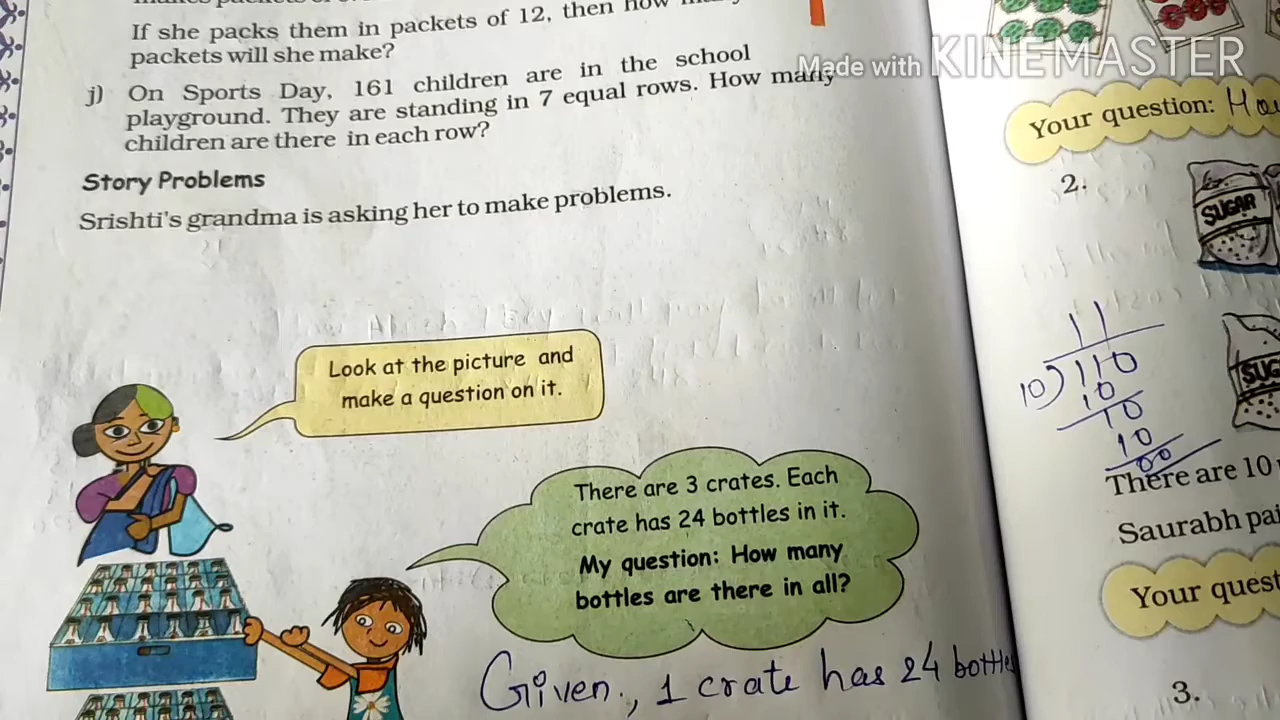 If she packs them in packets of 12, then how many
packets will she make?
j) On Sports Day, 161 children are in the school
playground. They are standing in 7 equal rows. How many
children are there in each row?
Story Problems
Srishti's grandma is asking her to make problems.
Look at the picture and
make a question on it.
There are 3 crates. Each
crate has 24 bottles in it.
My question: How many
bottles are there in all?
Given., 1 crate has 24 bottles
Made with KINEMASTER
Your question:
2.
SUGAR
11
10)110
10
10
10
00
There are 10
Saurabh
Your
3.